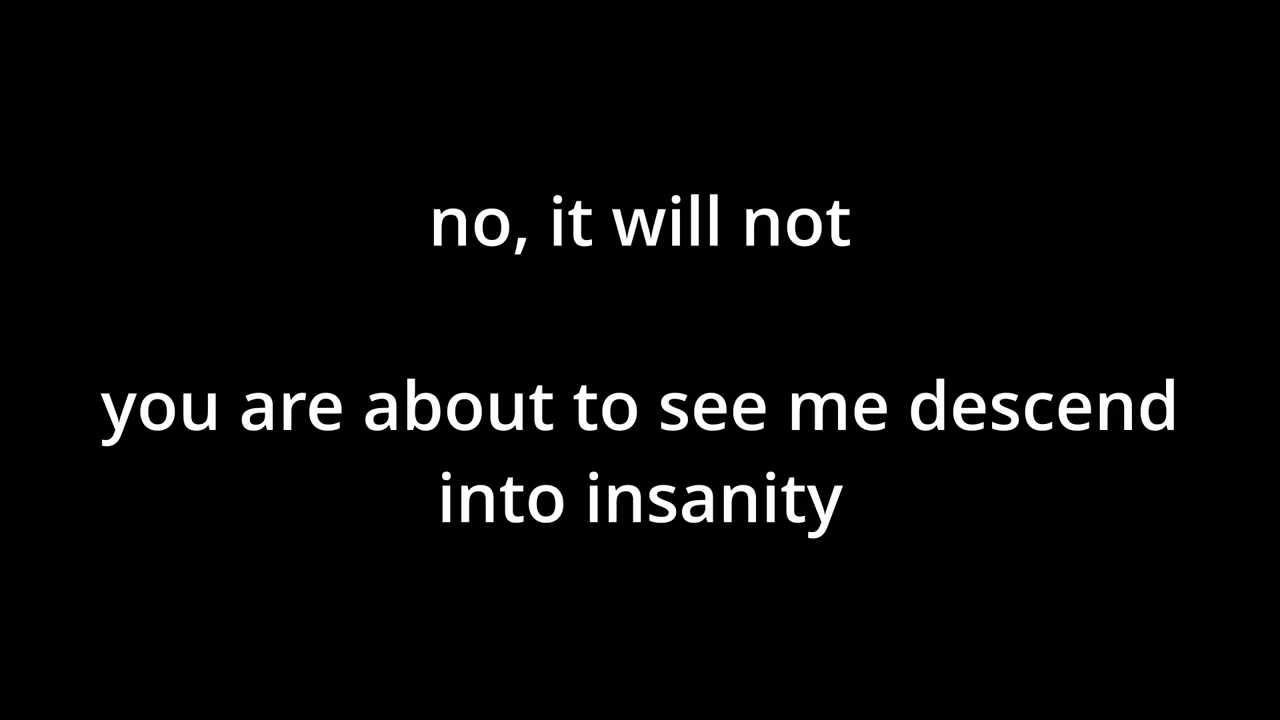 no, it will not
you are about to see me descend
into insanity